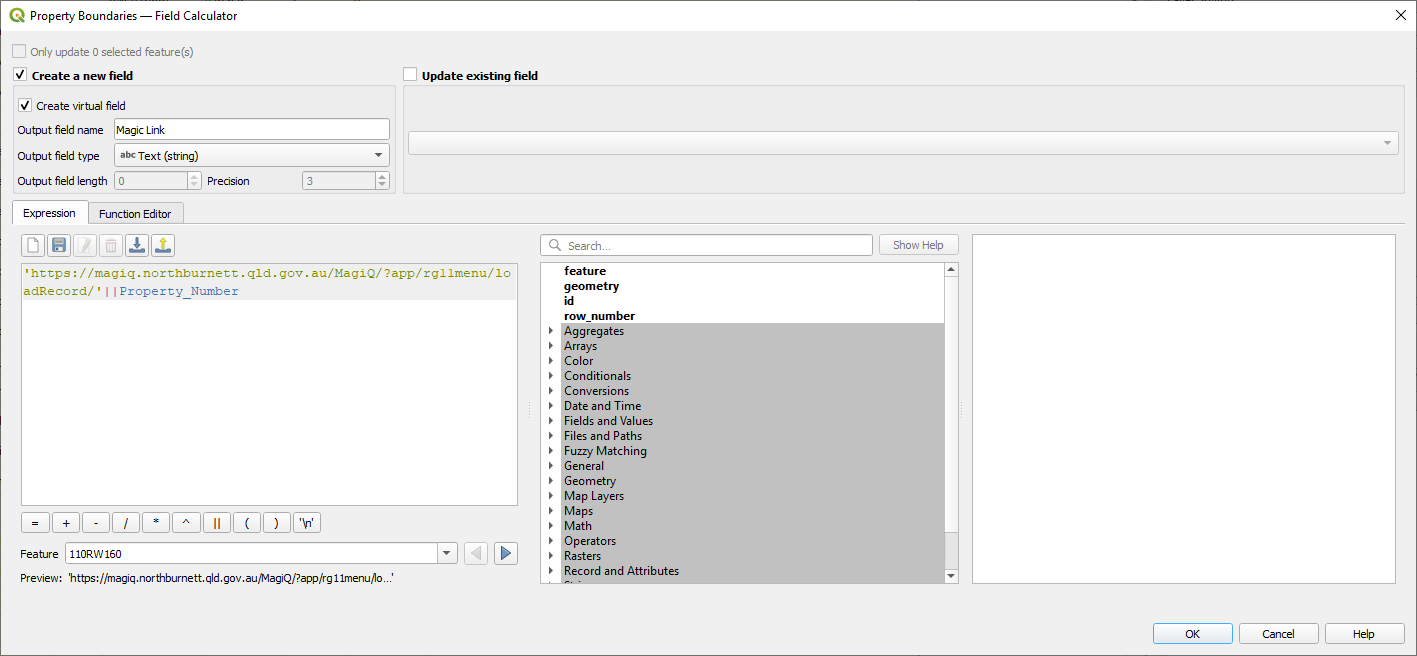 Property Boundaries — Field Calculator
Only update 0 selected feature(s)
Create a new field
Update existing field
Create virtual field
Output field name Magic Link
Output field type abc Text (string)
Output field length 0 Precision 3
Expression Function Editor
Search... Show Help
'https://magiq.northburnett.qld.gov.au/MagiQ/?app/rg11menu/lo
adRecord/'||Property_Number
feature
geometry
id
row_number
Aggregates
Arrays
Color
Conditionals
Conversions
Date and Time
Fields and Values
Files and Paths
Fuzzy Matching
General
Geometry
Map Layers
Maps
Math
Operators
Rasters
Record and Attributes
= + - / * ^ || ( ) '\n'
Feature 110RW160
Preview: 'https://magiq.northburnett.qld.gov.au/MagiQ/?app/rg11menu/lo...'
OK Cancel Help